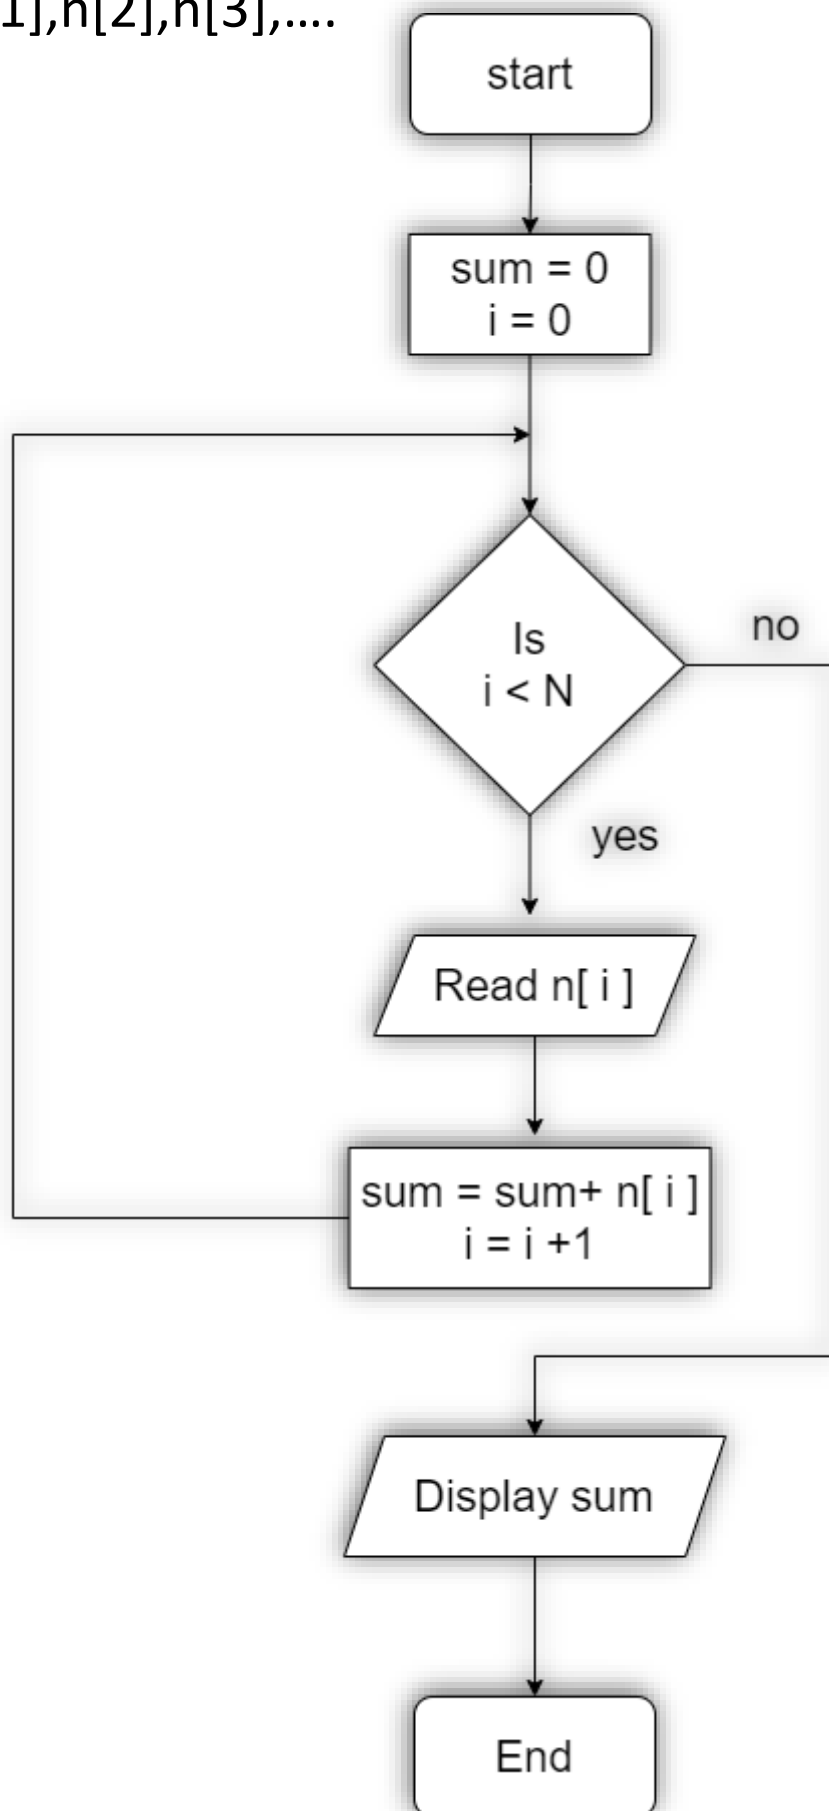 1],n[2],n[3],....
start
sum = 0
i = 0
Is
i < N
no
yes
Read n[ i ]
sum = sum+ n[ i ]
i = i +1
Display sum
End